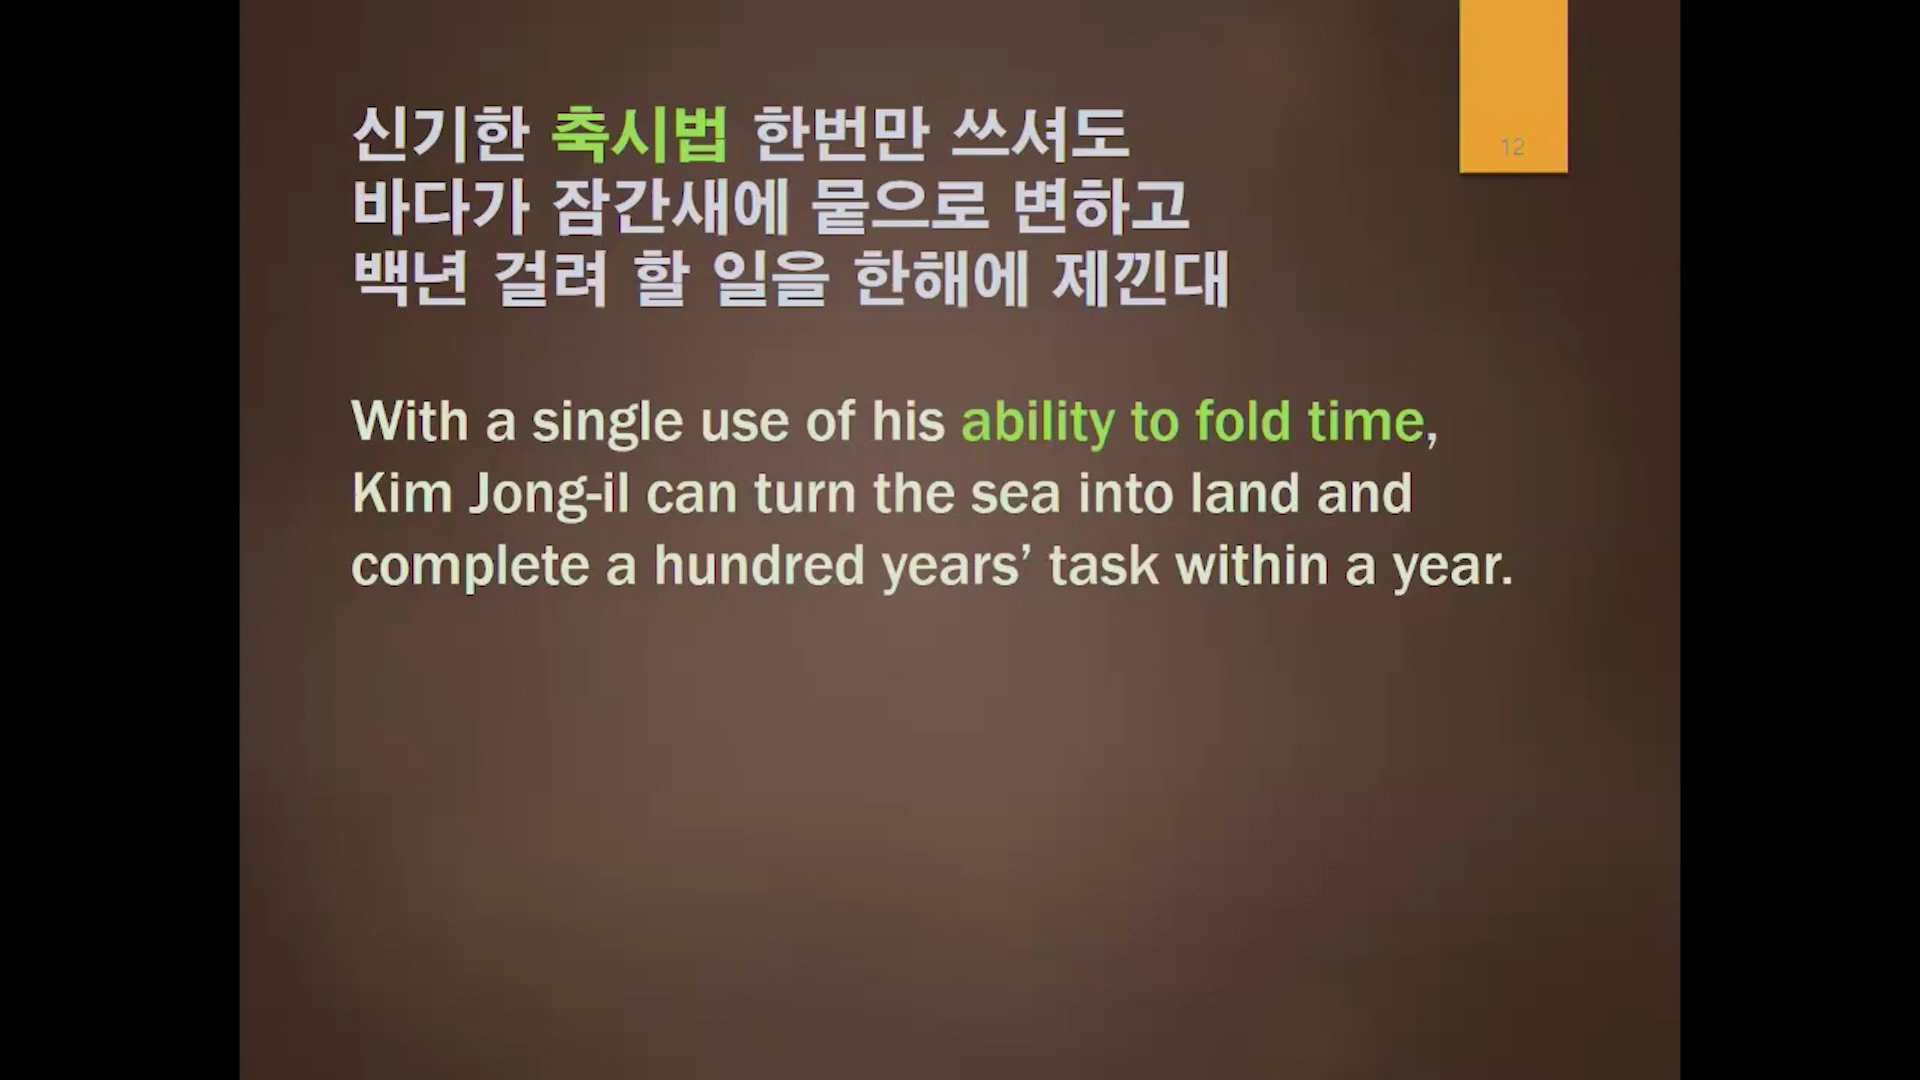 신기한 축시법 한번만 쓰셔도
바다가 잠간새에 뭍으로 변하고
백년 걸려 할 일을 한해에 제낀대
12
With a single use of his ability to fold time,
Kim Jong-il can turn the sea into land and
complete a hundred years’ task within a year.